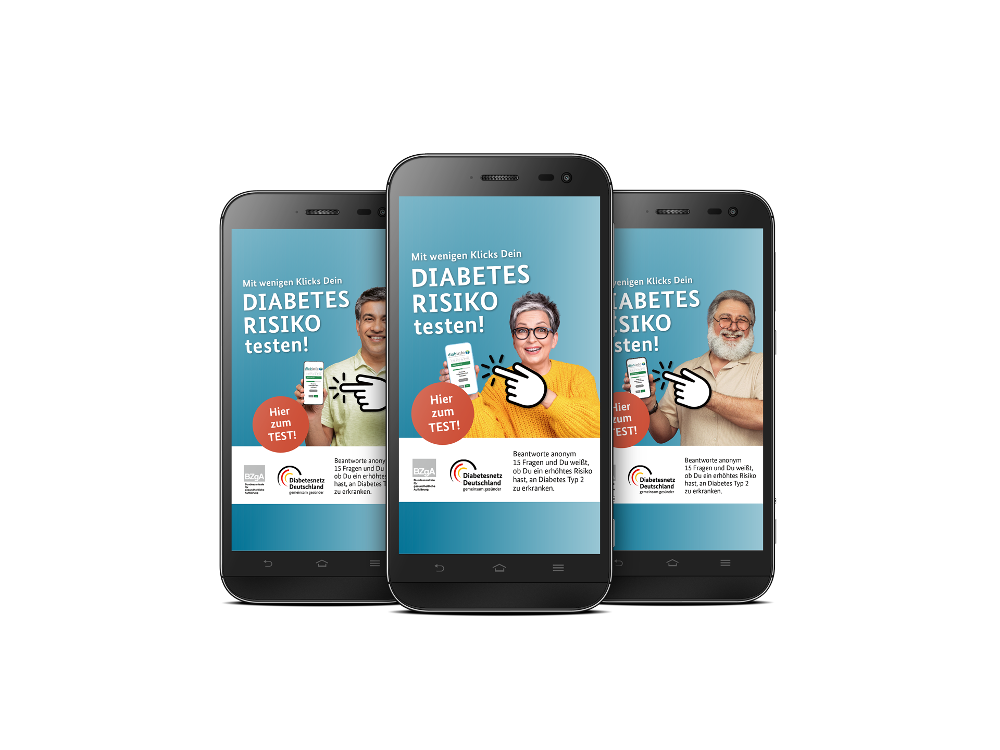 Mit wenigen Klicks Dein
DIABETES
RISIKO
testen!
diabinfo
Hier
zum
TEST!
BZgA
Bundeszentrale
für
gesundheitliche
Aufklärung
Diabetesnetz
Deutschland
gemeinsam gesünder
Beantworte anonym
15 Fragen und Du
ob Du ein erhöhtes
hast, an Diabetes
zu erkranken.
Mit wenigen Klicks Dein
DIABETES
RISIKO
testen!
diabinfo
Hier
zum
TEST!
BZgA
Bundeszentrale
für
gesundheitliche
Aufklärung
Diabetesnetz
Deutschland
gemeinsam gesünder
Beantworte anonym
15 Fragen und Du weißt,
ob Du ein erhöhtes Risiko
hast, an Diabetes Typ 2
zu erkranken.
wenigen Klicks Dein
IABETES
ISIKO
sten!
diabinfo
Hier
zum
TEST!
Diabetesnetz
Deutschland
gemeinsam gesünder
Beantworte anonym
15 Fragen und Du weißt,
ob Du ein erhöhtes Risiko
hast, an Diabetes Typ 2
zu erkranken.